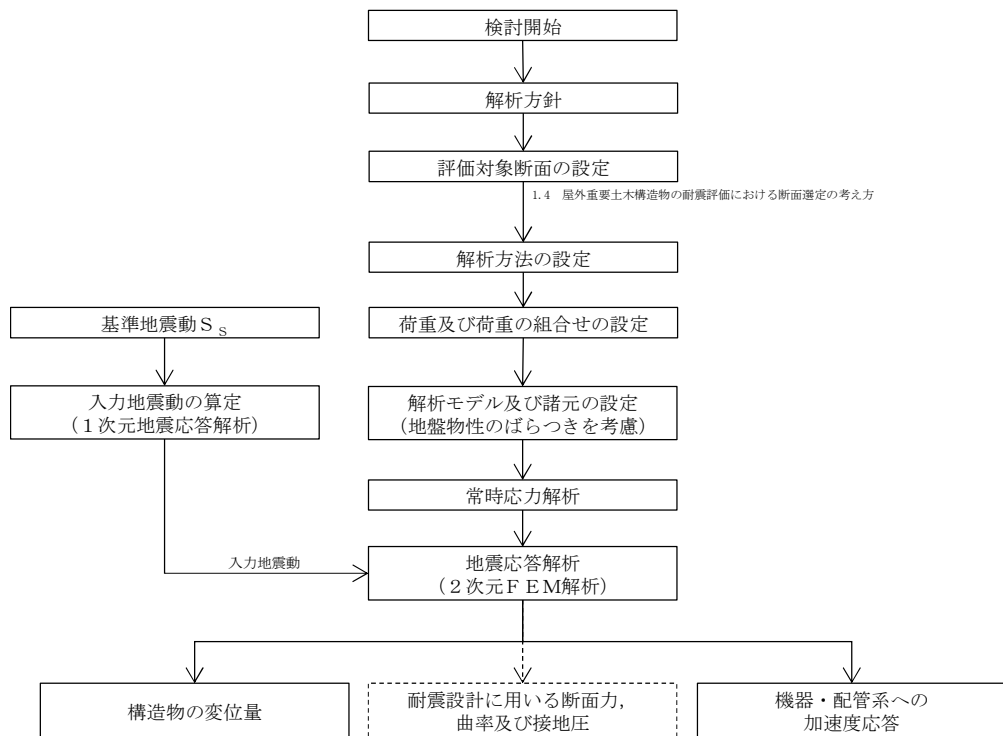 検討開始
解析方針
評価対象断面の設定
1.4 屋外重要土木構造物の耐震評価における断面選定の考え方
解析方法の設定
基準地震動Ｓs
荷重及び荷重の組合せの設定
入力地震動の算定
（１次元地震応答解析）
解析モデル及び諸元の設定
（地盤物性のばらつきを考慮）
常時応力解析
入力地震動
地震応答解析
（２次元ＦＥＭ解析）
構造物の変位量
耐震設計に用いる断面力，
曲率及び接地圧
機器・配管系への
加速度応答